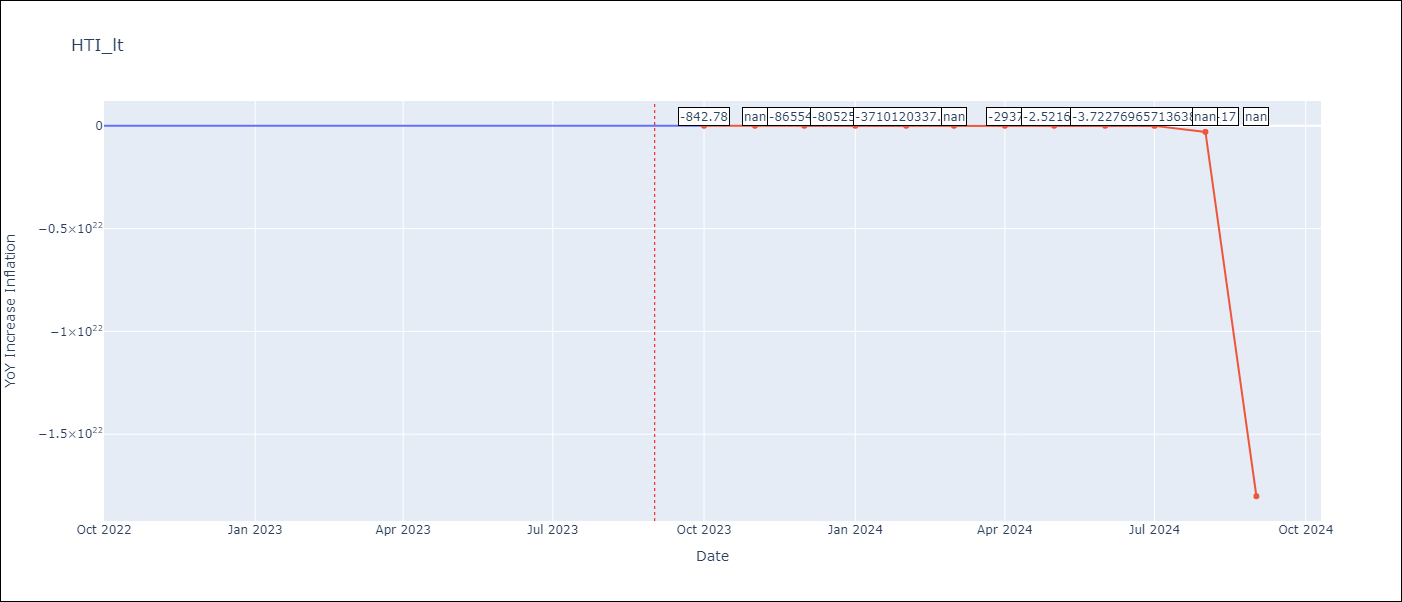 HTI_lt
-842.78 nan -86554 -80525 -3710120337. nan -2937 -2.5216 -3.7227696571363 nan -17 nan
0
−0.5×10²²
−1×10²²
−1.5×10²²
YoY Increase Inflation
Oct 2022 Jan 2023 Apr 2023 Jul 2023 Oct 2023 Jan 2024 Apr 2024 Jul 2024 Oct 2024
Date